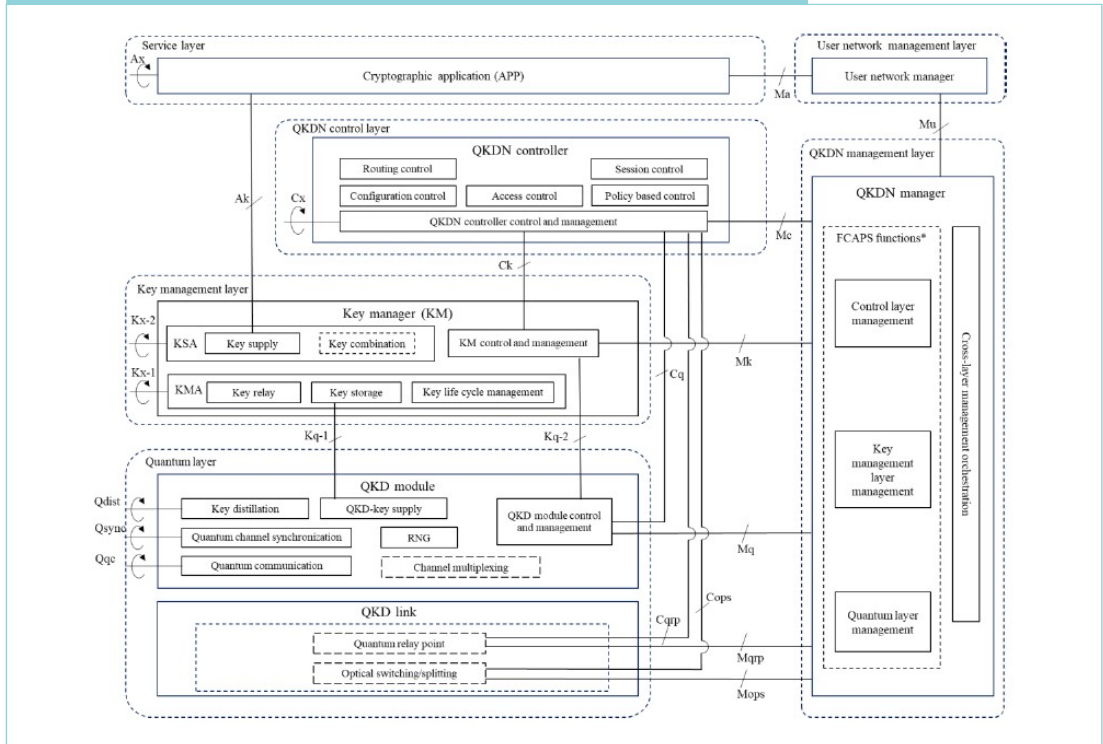 Service layer
Ax
Cryptographic application (APP)
Ma
User network management layer
User network manager
Mu
QKDN control layer
QKDN controller
Routing control
Session control
Configuration control
Access control
Policy based control
Cx
QKDN controller control and management
Ak
Ck
Mc
QKDN management layer
QKDN manager
FCAPS functions*
Control layer
management
Key
management
layer
management
Quantum layer
management
Cross-layer management orchestration
Key management layer
Key manager (KM)
Kx-2
KSA
Key supply
Key combination
KM control and management
Mk
Kx-1
KMA
Key relay
Key storage
Key life cycle management
Cq
Kq-1
Kq-2
Quantum layer
QKD module
Qdist
Key distillation
QKD-key supply
QKD module control
and management
Qsync
Quantum channel synchronization
RNG
Mq
Qqc
Quantum communication
Channel multiplexing
QKD link
Cops
Cqrp
Quantum relay point
Mqrp
Optical switching/splitting
Mops